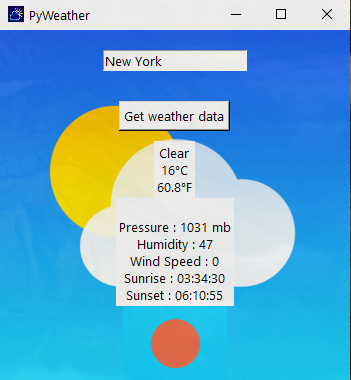 PyWeather
New York
Get weather data
Clear
16°C
60.8°F
Pressure : 1031 mb
Humidity : 47
Wind Speed : 0
Sunrise : 03:34:30
Sunset : 06:10:55